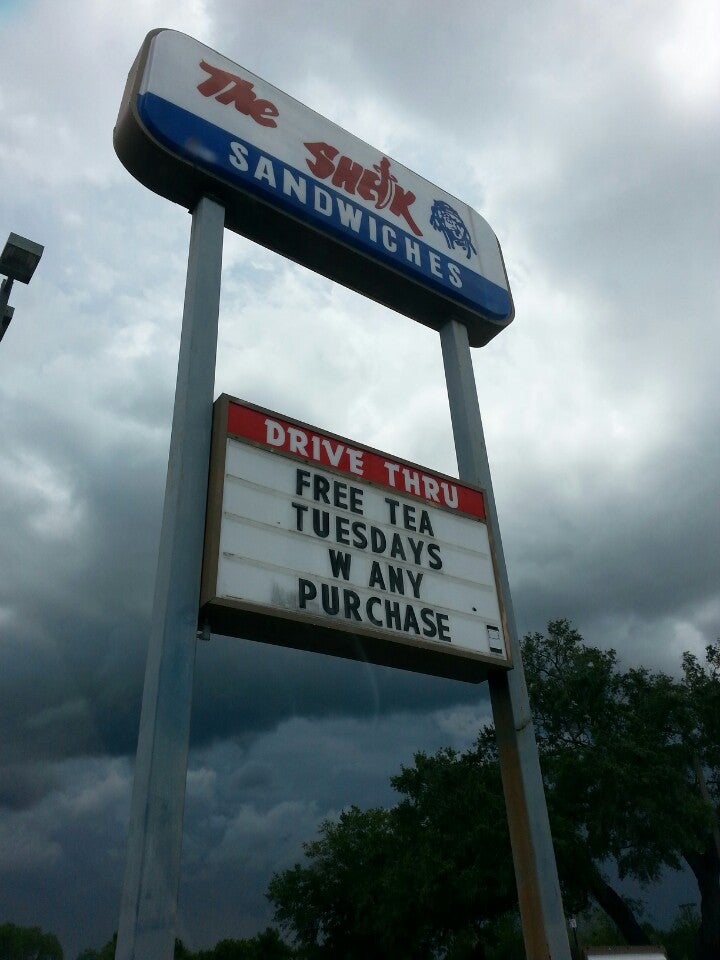 The SHEIK
SANDWICHES
DRIVE THRU
FREE TEA
TUESDAYS
W ANY
PURCHASE